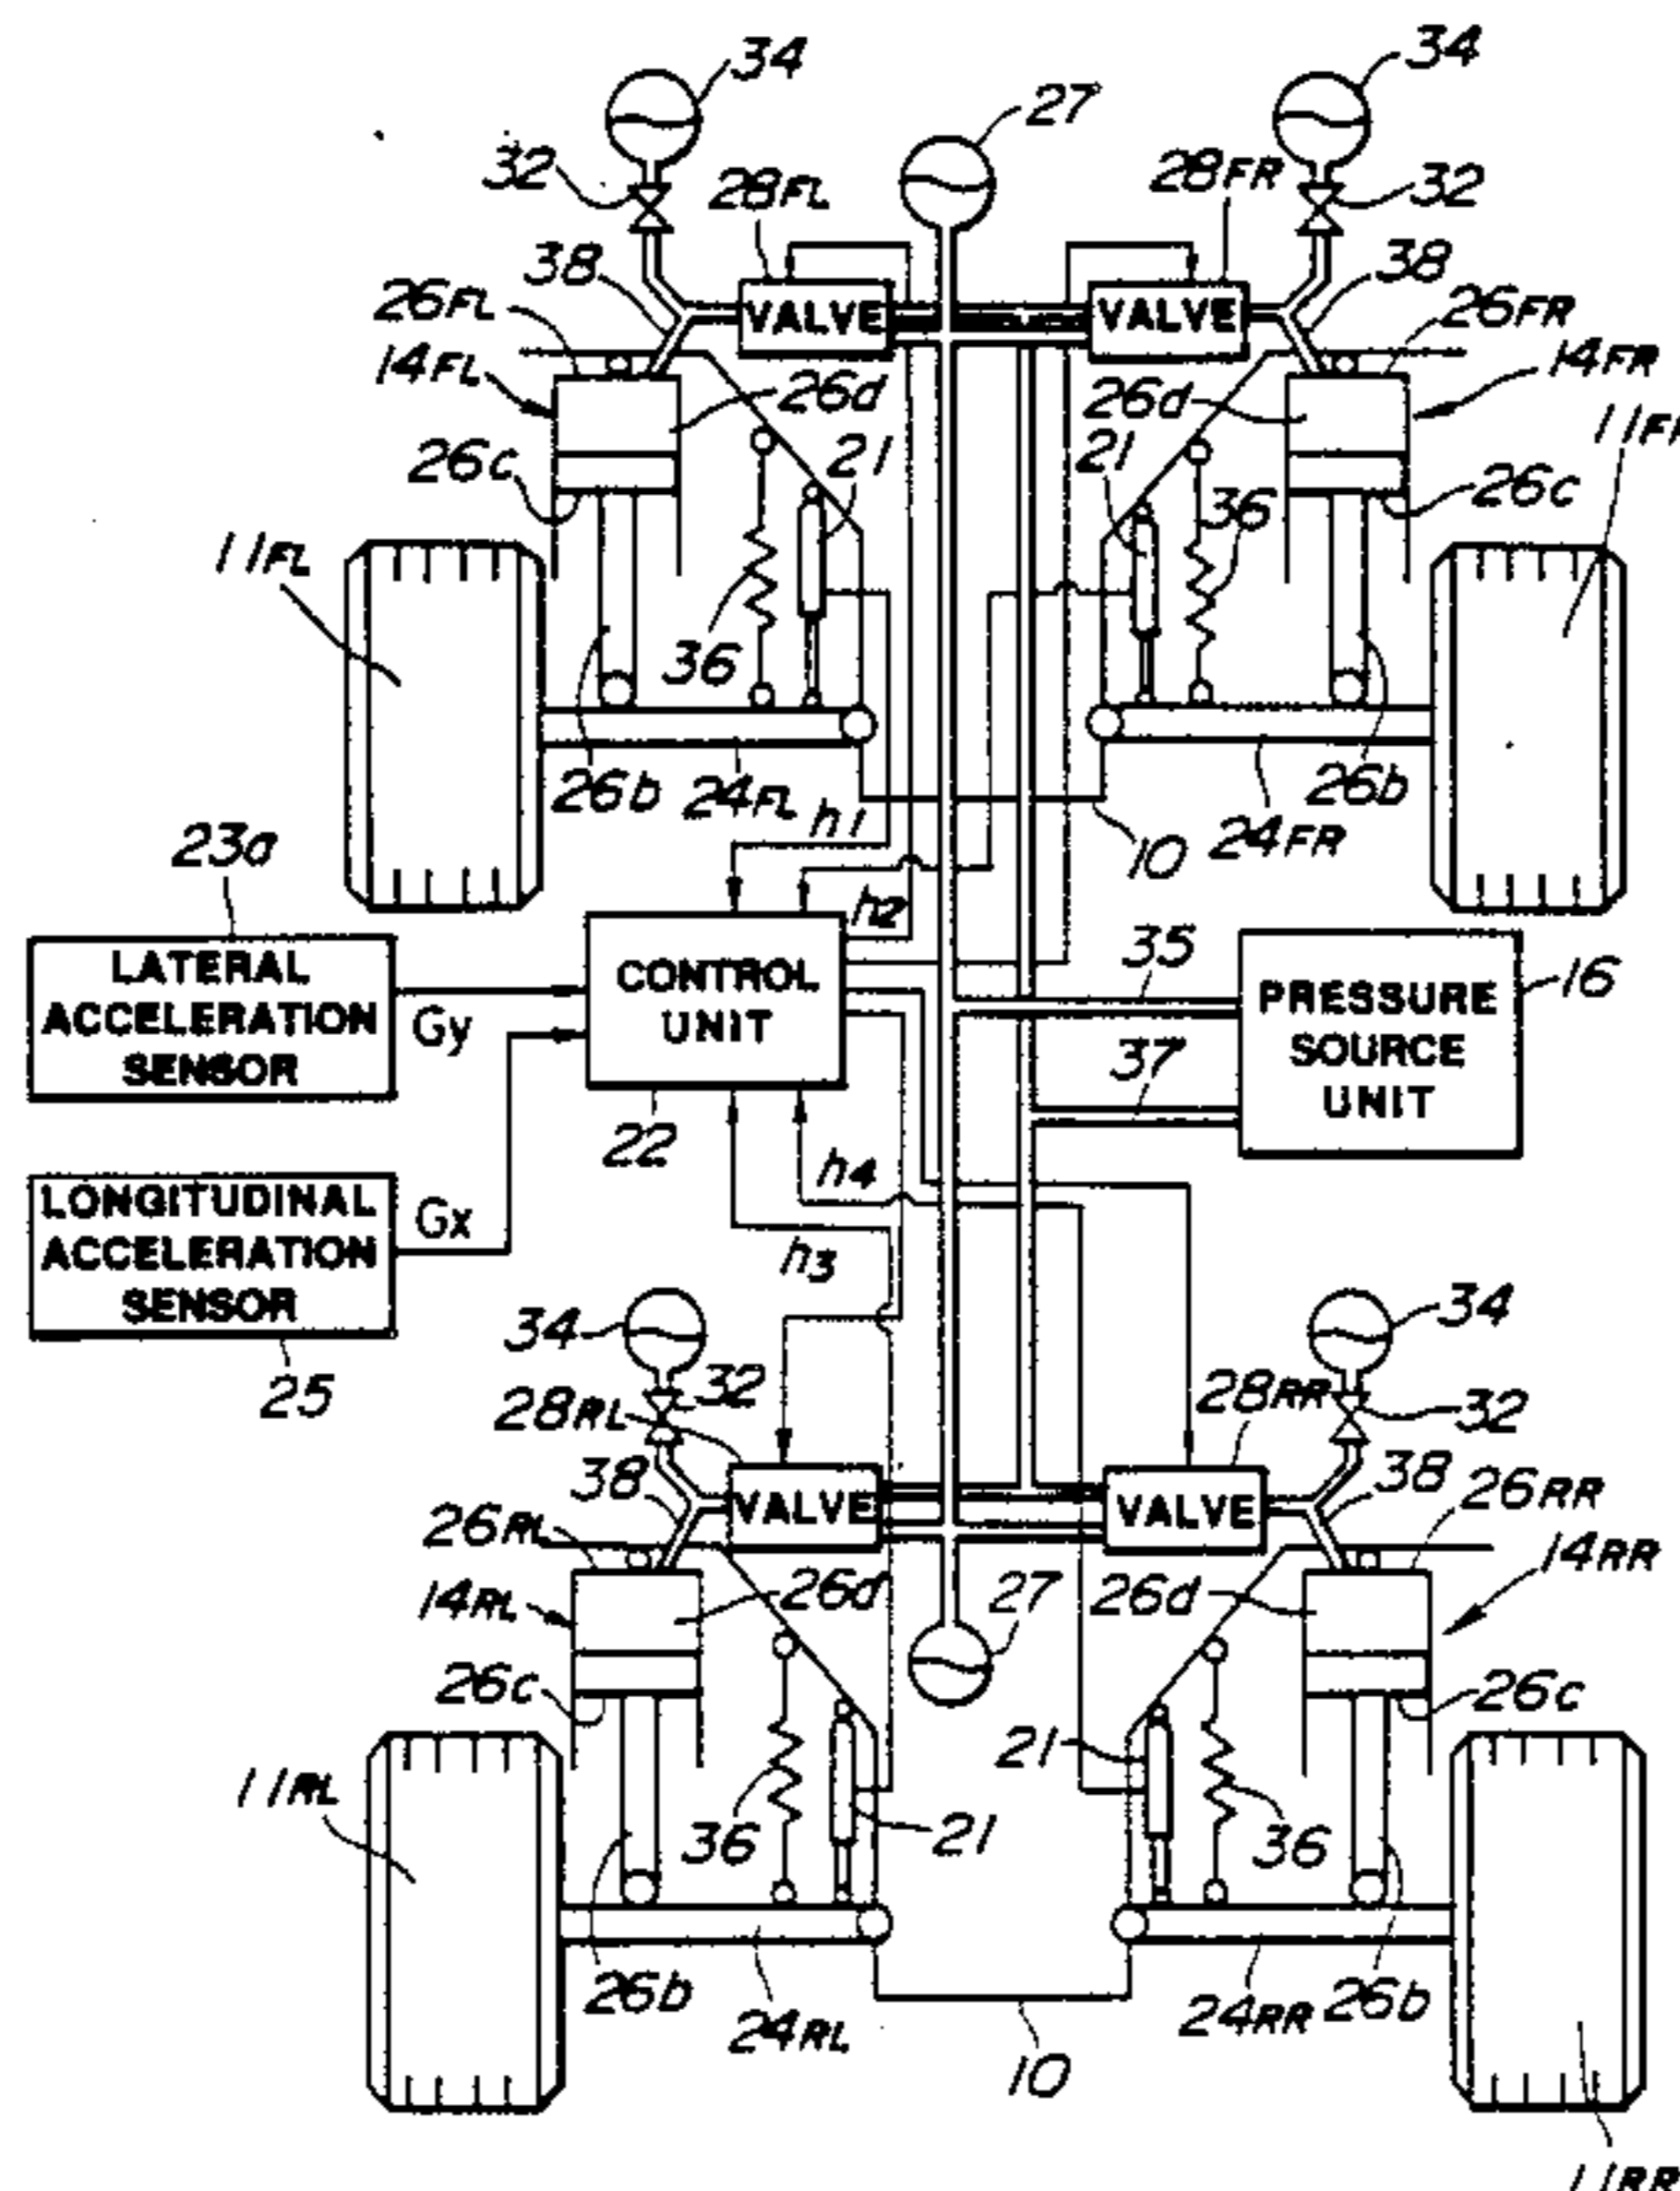 34
34
27
32
28FL
28FR
32
38
38
26FL
26FR
14FL
14FR
26d
26d
11F
26c
21
21
26c
36
11FL
36
26b
24FL
26b
h1
24FR
23a
10
h2
LATERAL
ACCELERATION
SENSOR
Gy
CONTROL
UNIT
35
PRESSURE
SOURCE
UNIT
16
37
22
h4
LONGITUDINAL
ACCELERATION
SENSOR
Gx
h3
25
34
34
32
28RL
28RR
32
38
VALVE
VALVE
38
26RL
26RR
VALVE
VALVE
14RL
26d
27
26d
14RR
26c
26c
21
11RL
36
21
36
26b
24RL
24RR
26b
10
11RR